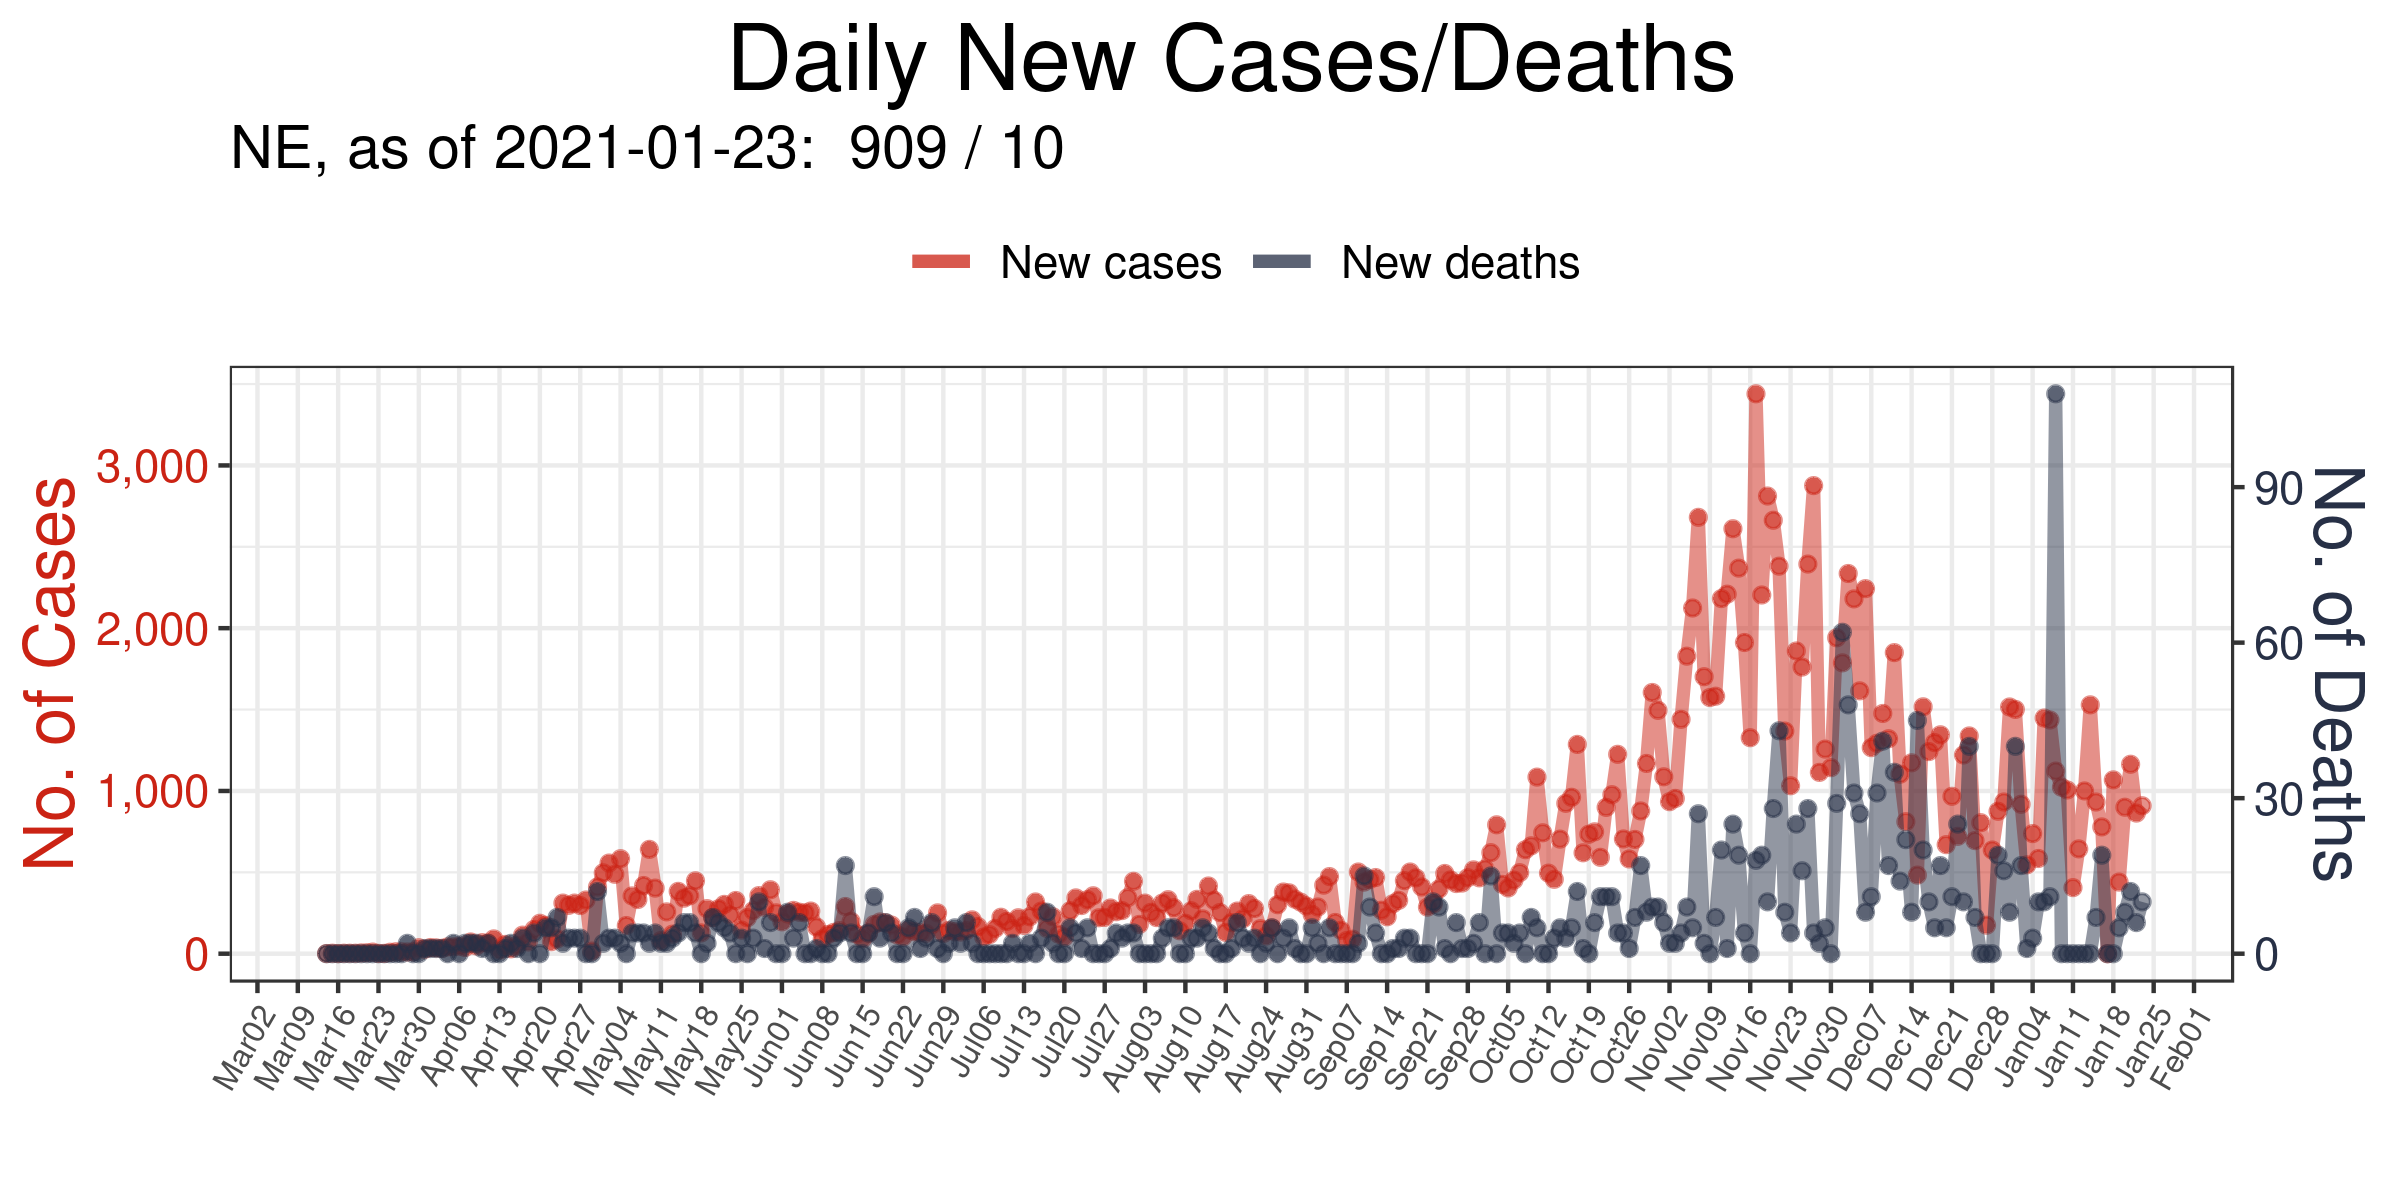 Daily New Cases/Deaths
NE, as of 2021-01-23:  909 / 10
New cases
New deaths
No. of Cases
3,000
2,000
1,000
0
90
60
30
0
No. of Deaths
Mar02
Mar09
Mar16
Mar23
Mar30
Apr06
Apr13
Apr20
Apr27
May04
May11
May18
May25
Jun01
Jun08
Jun15
Jun22
Jun29
Jul06
Jul13
Jul20
Jul27
Aug03
Aug10
Aug17
Aug24
Aug31
Sep07
Sep14
Sep21
Sep28
Oct05
Oct12
Oct19
Oct26
Nov02
Nov09
Nov16
Nov23
Nov30
Dec07
Dec14
Dec21
Dec28
Jan04
Jan11
Jan18
Jan25
Feb01